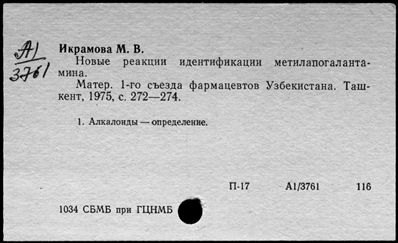 А1/
3761
Икрамова М. В.
Новые реакции идентификации метилапогаланта-
мина.
Матер. 1-го съезда фармацевтов Узбекистана. Таш-
кент, 1975, с. 272—274.
1. Алкалоиды — определение.
П-17 А1/3761 116
1034 СБМБ при ГЦНМБ